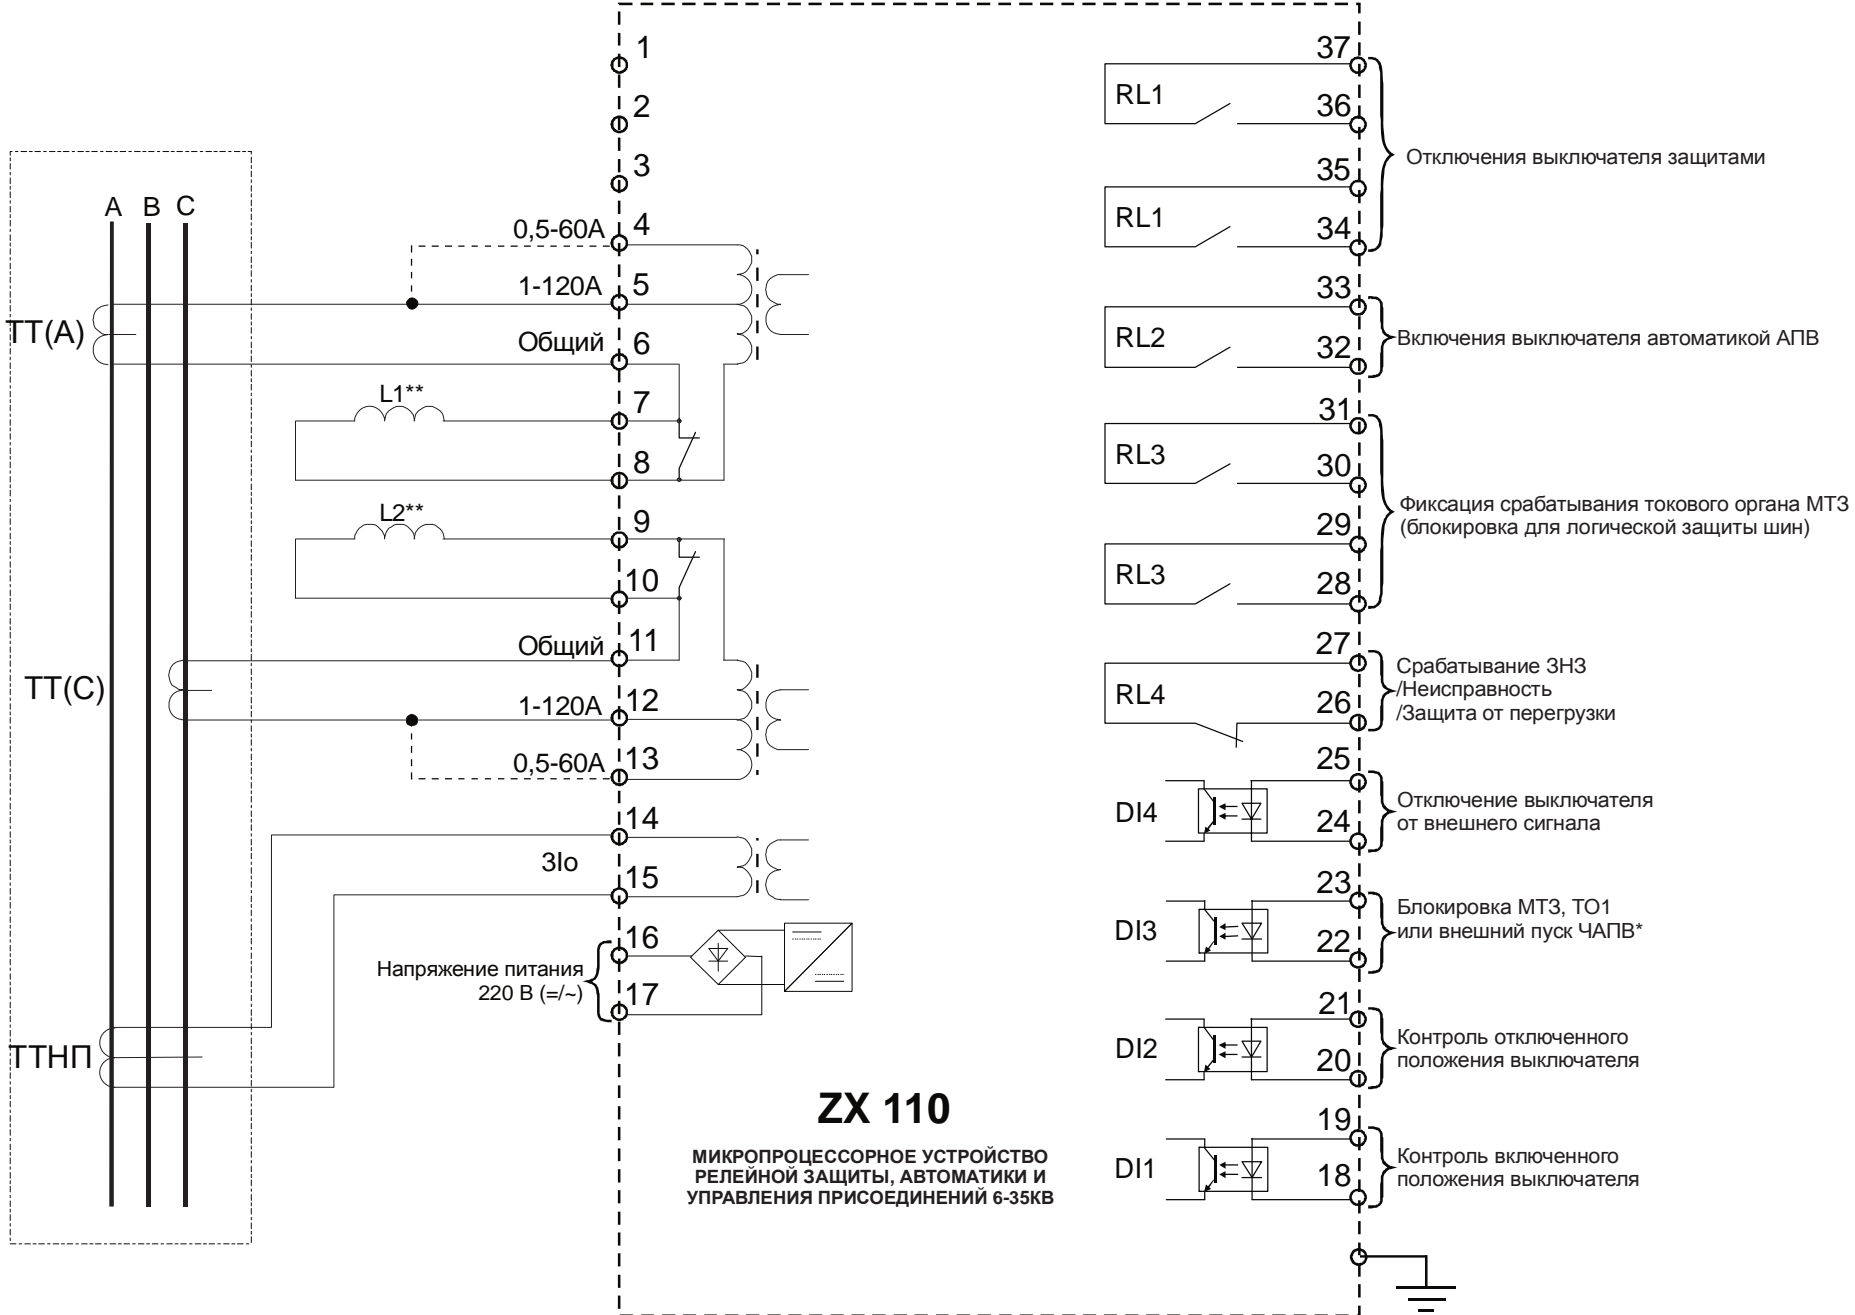 1
2
3
A B C
0,5-60А 4
1-120А 5
ТТ(А)
Общий 6
L1** 7
8
L2** 9
10
Общий 11
ТТ(С)
1-120А 12
0,5-60А 13
14
3Io
15
16
Напряжение питания
220 В (=/~)
17
ТТНП
ZX 110
МИКРОПРОЦЕССОРНОЕ УСТРОЙСТВО
РЕЛЕЙНОЙ ЗАЩИТЫ, АВТОМАТИКИ И
УПРАВЛЕНИЯ ПРИСОЕДИНЕНИЙ 6-35КВ
37
RL1
36
Отключения выключателя защитами
35
RL1
34
33
RL2
32
Включения выключателя автоматикой АПВ
31
RL3
30
Фиксация срабатывания токового органа МТЗ
(блокировка для логической защиты шин)
29
RL3
28
27
RL4
26
Срабатывание ЗНЗ
/Неисправность
/Защита от перегрузки
25
DI4
24
Отключение выключателя
от внешнего сигнала
23
DI3
22
Блокировка МТЗ, ТО1
или внешний пуск ЧАПВ*
21
DI2
20
Контроль отключенного
положения выключателя
19
DI1
18
Контроль включенного
положения выключателя